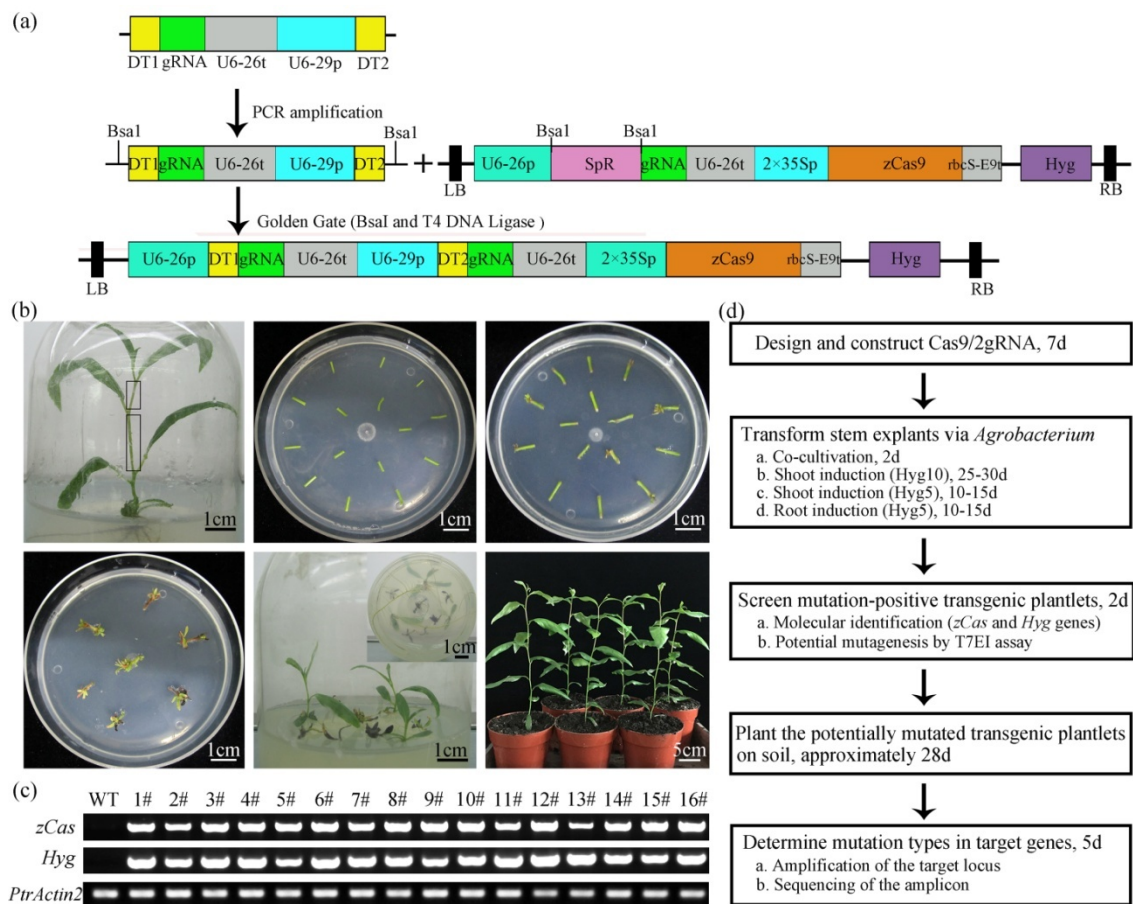 (a)
DT1 gRNA U6-26t U6-29p DT2
PCR amplification
Bsa1 Bsa1 Bsa1 Bsa1
DT1 gRNA U6-26t U6-29p DT2 + U6-26p SpR gRNA U6-26t 2×35Sp zCas9 rbcS-E9t Hyg
LB RB
Golden Gate (BsaI and T4 DNA Ligase )
U6-26p DT1 gRNA U6-26t U6-29p DT2 gRNA U6-26t 2×35Sp zCas9 rbcS-E9t Hyg
LB RB
(b)
1cm
1cm
1cm
1cm
1cm
1cm
5cm
(c)
WT 1# 2# 3# 4# 5# 6# 7# 8# 9# 10# 11# 12# 13# 14# 15# 16#
zCas
Hyg
PtrActin2
(d)
Design and construct Cas9/2gRNA, 7d
Transform stem explants via Agrobacterium
a. Co-cultivation, 2d
b. Shoot induction (Hyg10), 25-30d
c. Shoot induction (Hyg5), 10-15d
d. Root induction (Hyg5), 10-15d
Screen mutation-positive transgenic plantlets, 2d
a. Molecular identification (zCas and Hyg genes)
b. Potential mutagenesis by T7EI assay
Plant the potentially mutated transgenic plantlets
on soil, approximately 28d
Determine mutation types in target genes, 5d
a. Amplification of the target locus
b. Sequencing of the amplicon